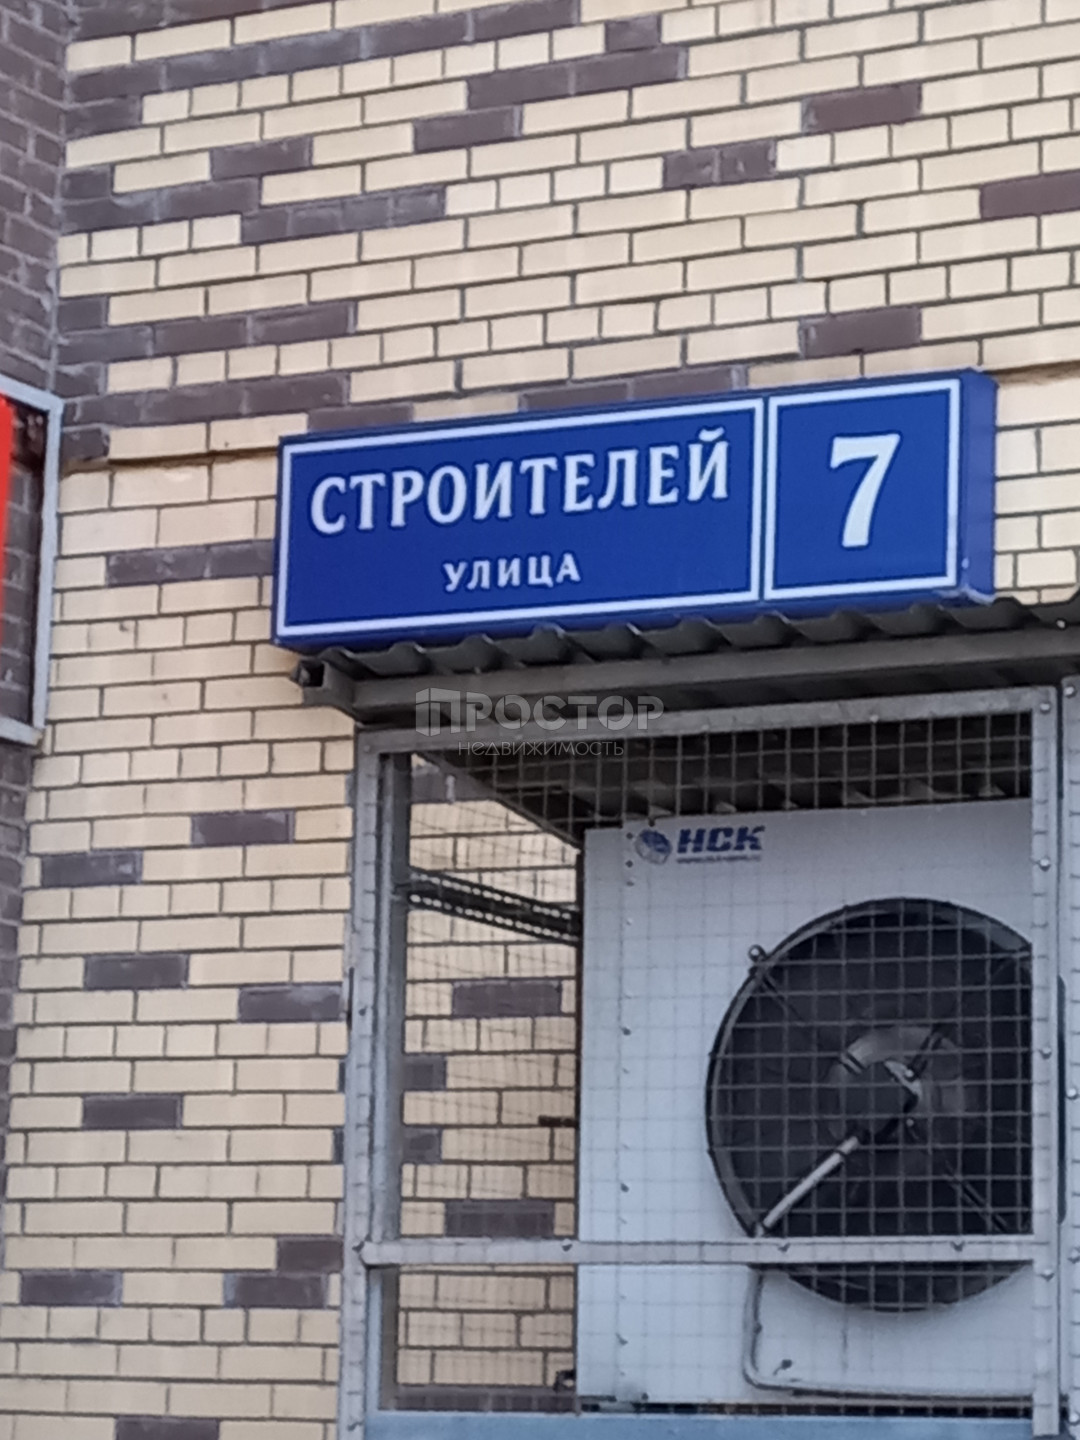 СТРОИТЕЛЕЙ
УЛИЦА
7
ПРОСТОР
НЕДВИЖИМОСТЬ
НСК